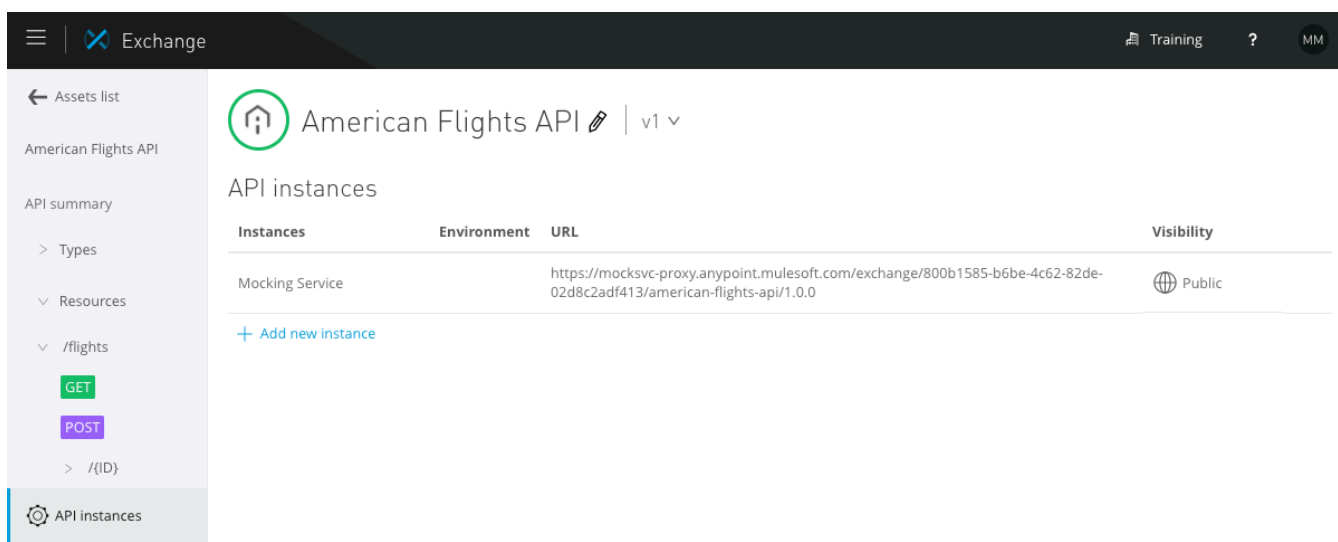 Exchange
Training
?
MM
Assets list
American Flights API
API summary
Types
Resources
/flights
GET
POST
/{ID}
API instances
American Flights API
v1
API instances
Instances Environment URL Visibility
Mocking Service
https://mocksvc-proxy.anypoint.mulesoft.com/exchange/800b1585-b6be-4c62-82de-
02d8c2adf413/american-flights-api/1.0.0
Public
+ Add new instance